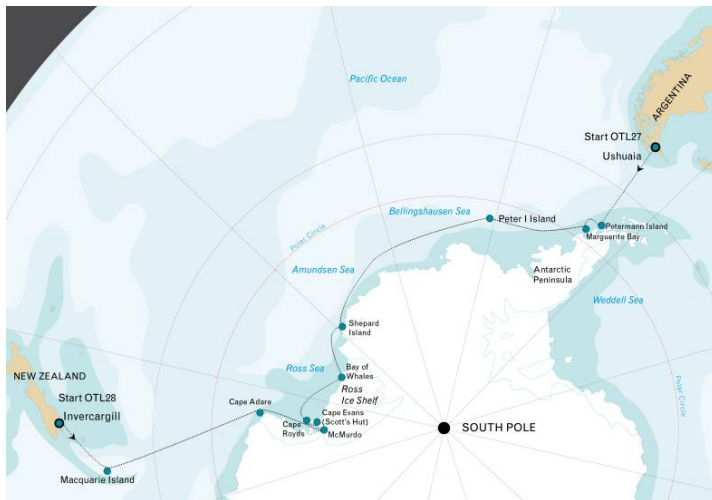 Pacific Ocean
ARGENTINA
Start OTL27
Ushuaia
Bellingshausen Sea
Peter I Island
Petermann Island
Marguerite Bay
Polar Circle
Amundsen Sea
Antarctic
Peninsula
Weddell Sea
Shepard
Island
Ross Sea
Bay of
Whales
NEW ZEALAND
Ross
Ice Shelf
Polar Circle
Start OTL28
Invercargill
Cape Adare
Cape Evans
(Scott's Hut)
Cape
Royds
McMurdo
SOUTH POLE
Macquarie Island